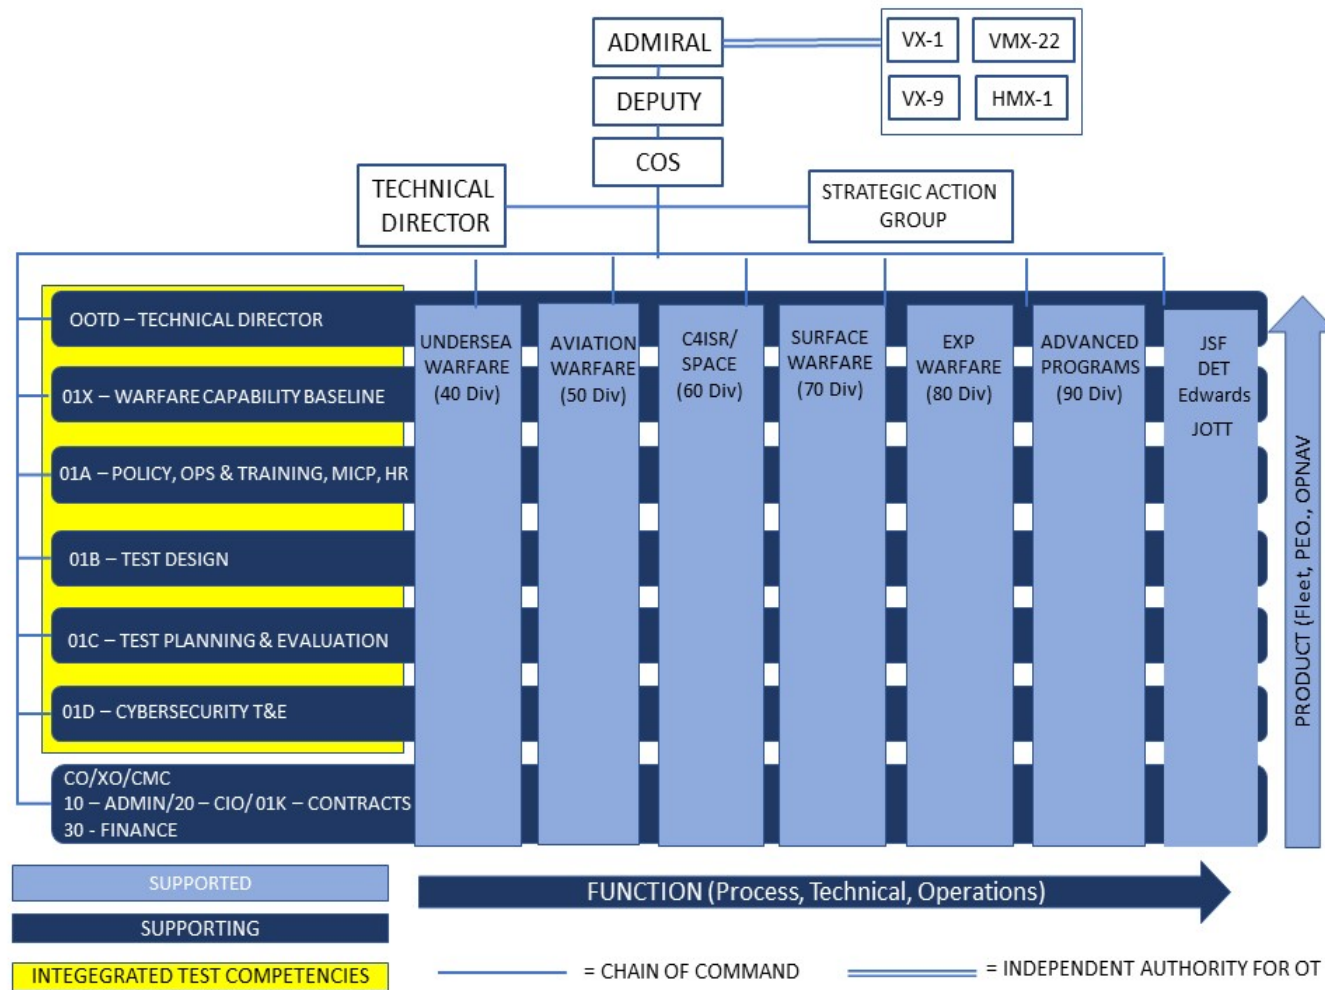 ADMIRAL
VX-1
VMX-22
VX-9
HMX-1
DEPUTY
COS
TECHNICAL
DIRECTOR
STRATEGIC ACTION
GROUP
OOTD – TECHNICAL DIRECTOR
01X – WARFARE CAPABILITY BASELINE
01A – POLICY, OPS & TRAINING, MICP, HR
01B – TEST DESIGN
01C – TEST PLANNING & EVALUATION
01D – CYBERSECURITY T&E
CO/XO/CMC
10 – ADMIN/20 – CIO/ 01K – CONTRACTS
30 - FINANCE
UNDERSEA
WARFARE
(40 Div)
AVIATION
WARFARE
(50 Div)
C4ISR/
SPACE
(60 Div)
SURFACE
WARFARE
(70 Div)
EXP
WARFARE
(80 Div)
ADVANCED
PROGRAMS
(90 Div)
JSF
DET
Edwards
JOTT
PRODUCT (Fleet, PEO., OPNAV
SUPPORTED
SUPPORTING
INTEGEGRATED TEST COMPETENCIES
FUNCTION (Process, Technical, Operations)
= CHAIN OF COMMAND
= INDEPENDENT AUTHORITY FOR OT